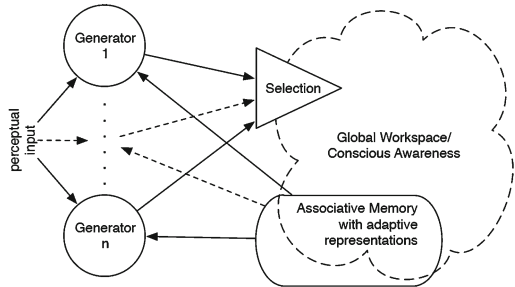 Generator
1
Selection
perceptual
input
Global Workspace/
Conscious Awareness
Associative Memory
with adaptive
representations
Generator
n